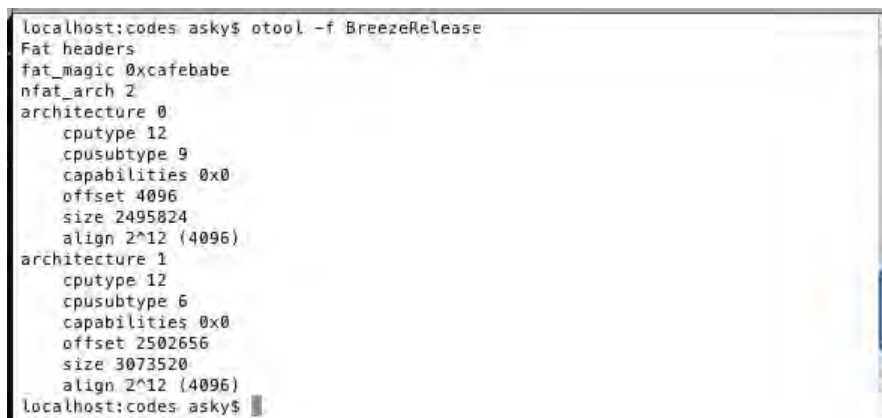 localhost:codes asky$ otool -f BreezeRelease
Fat headers
fat_magic 0xcafebabe
nfat_arch 2
architecture 0
    cputype 12
    cpusubtype 9
    capabilities 0x0
    offset 4096
    size 2495824
    align 2^12 (4096)
architecture 1
    cputype 12
    cpusubtype 6
    capabilities 0x0
    offset 2502656
    size 3073520
    align 2^12 (4096)
localhost:codes asky$